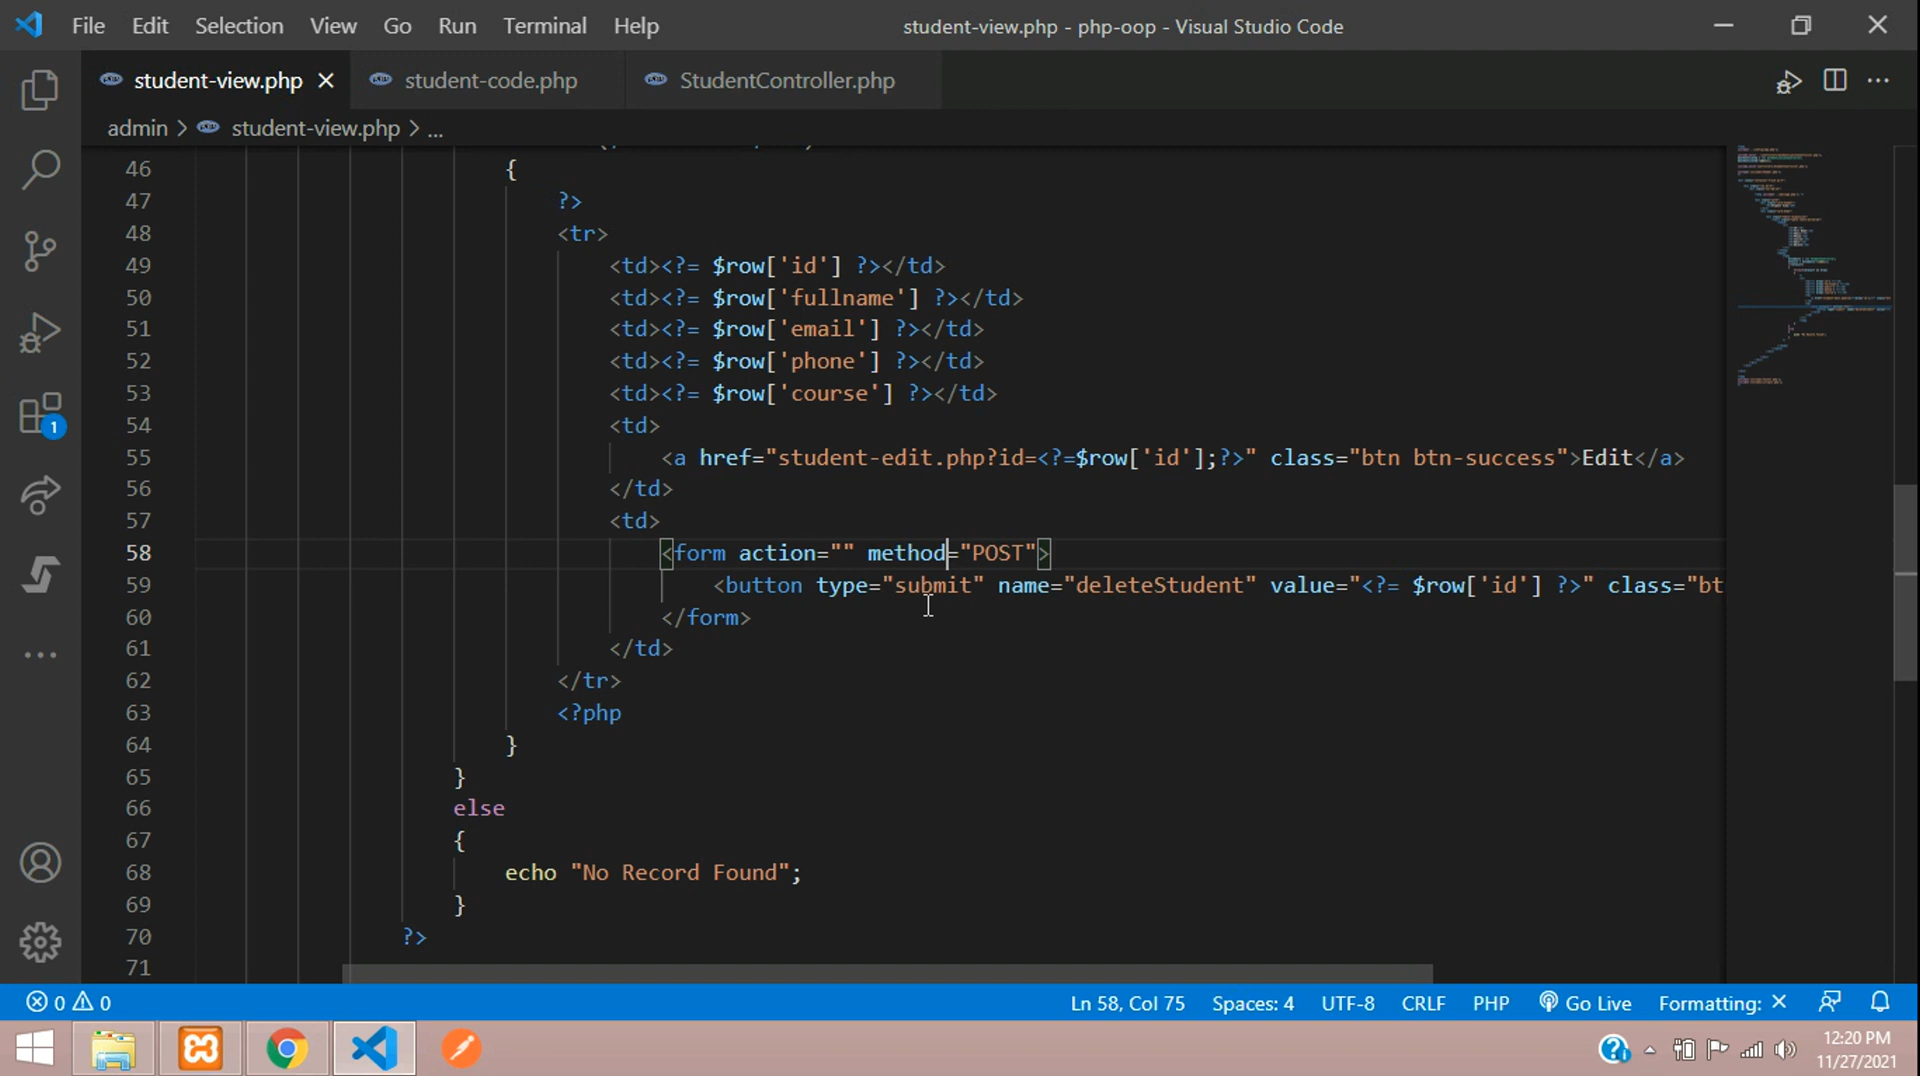 File Edit Selection View Go Run Terminal Help student-view.php - php-oop - Visual Studio Code
student-view.php student-code.php StudentController.php
admin > student-view.php > ...
46 {
47 ?>
48 <tr>
49 <td><?= $row['id'] ?></td>
50 <td><?= $row['fullname'] ?></td>
51 <td><?= $row['email'] ?></td>
52 <td><?= $row['phone'] ?></td>
53 <td><?= $row['course'] ?></td>
54 <td>
55 <a href="student-edit.php?id=<?=$row['id'];?>" class="btn btn-success">Edit</a>
56 </td>
57 <td>
58 <form action="" method="POST">
59 <button type="submit" name="deleteStudent" value="<?= $row['id'] ?>" class="bt
60 </form>
61 </td>
62 </tr>
63 <?php
64 }
65 }
66 else
67 {
68 echo "No Record Found";
69 }
70 ?>
71
1
0 0 Ln 58, Col 75 Spaces: 4 UTF-8 CRLF PHP Go Live Formatting: ×
12:20 PM
11/27/2021